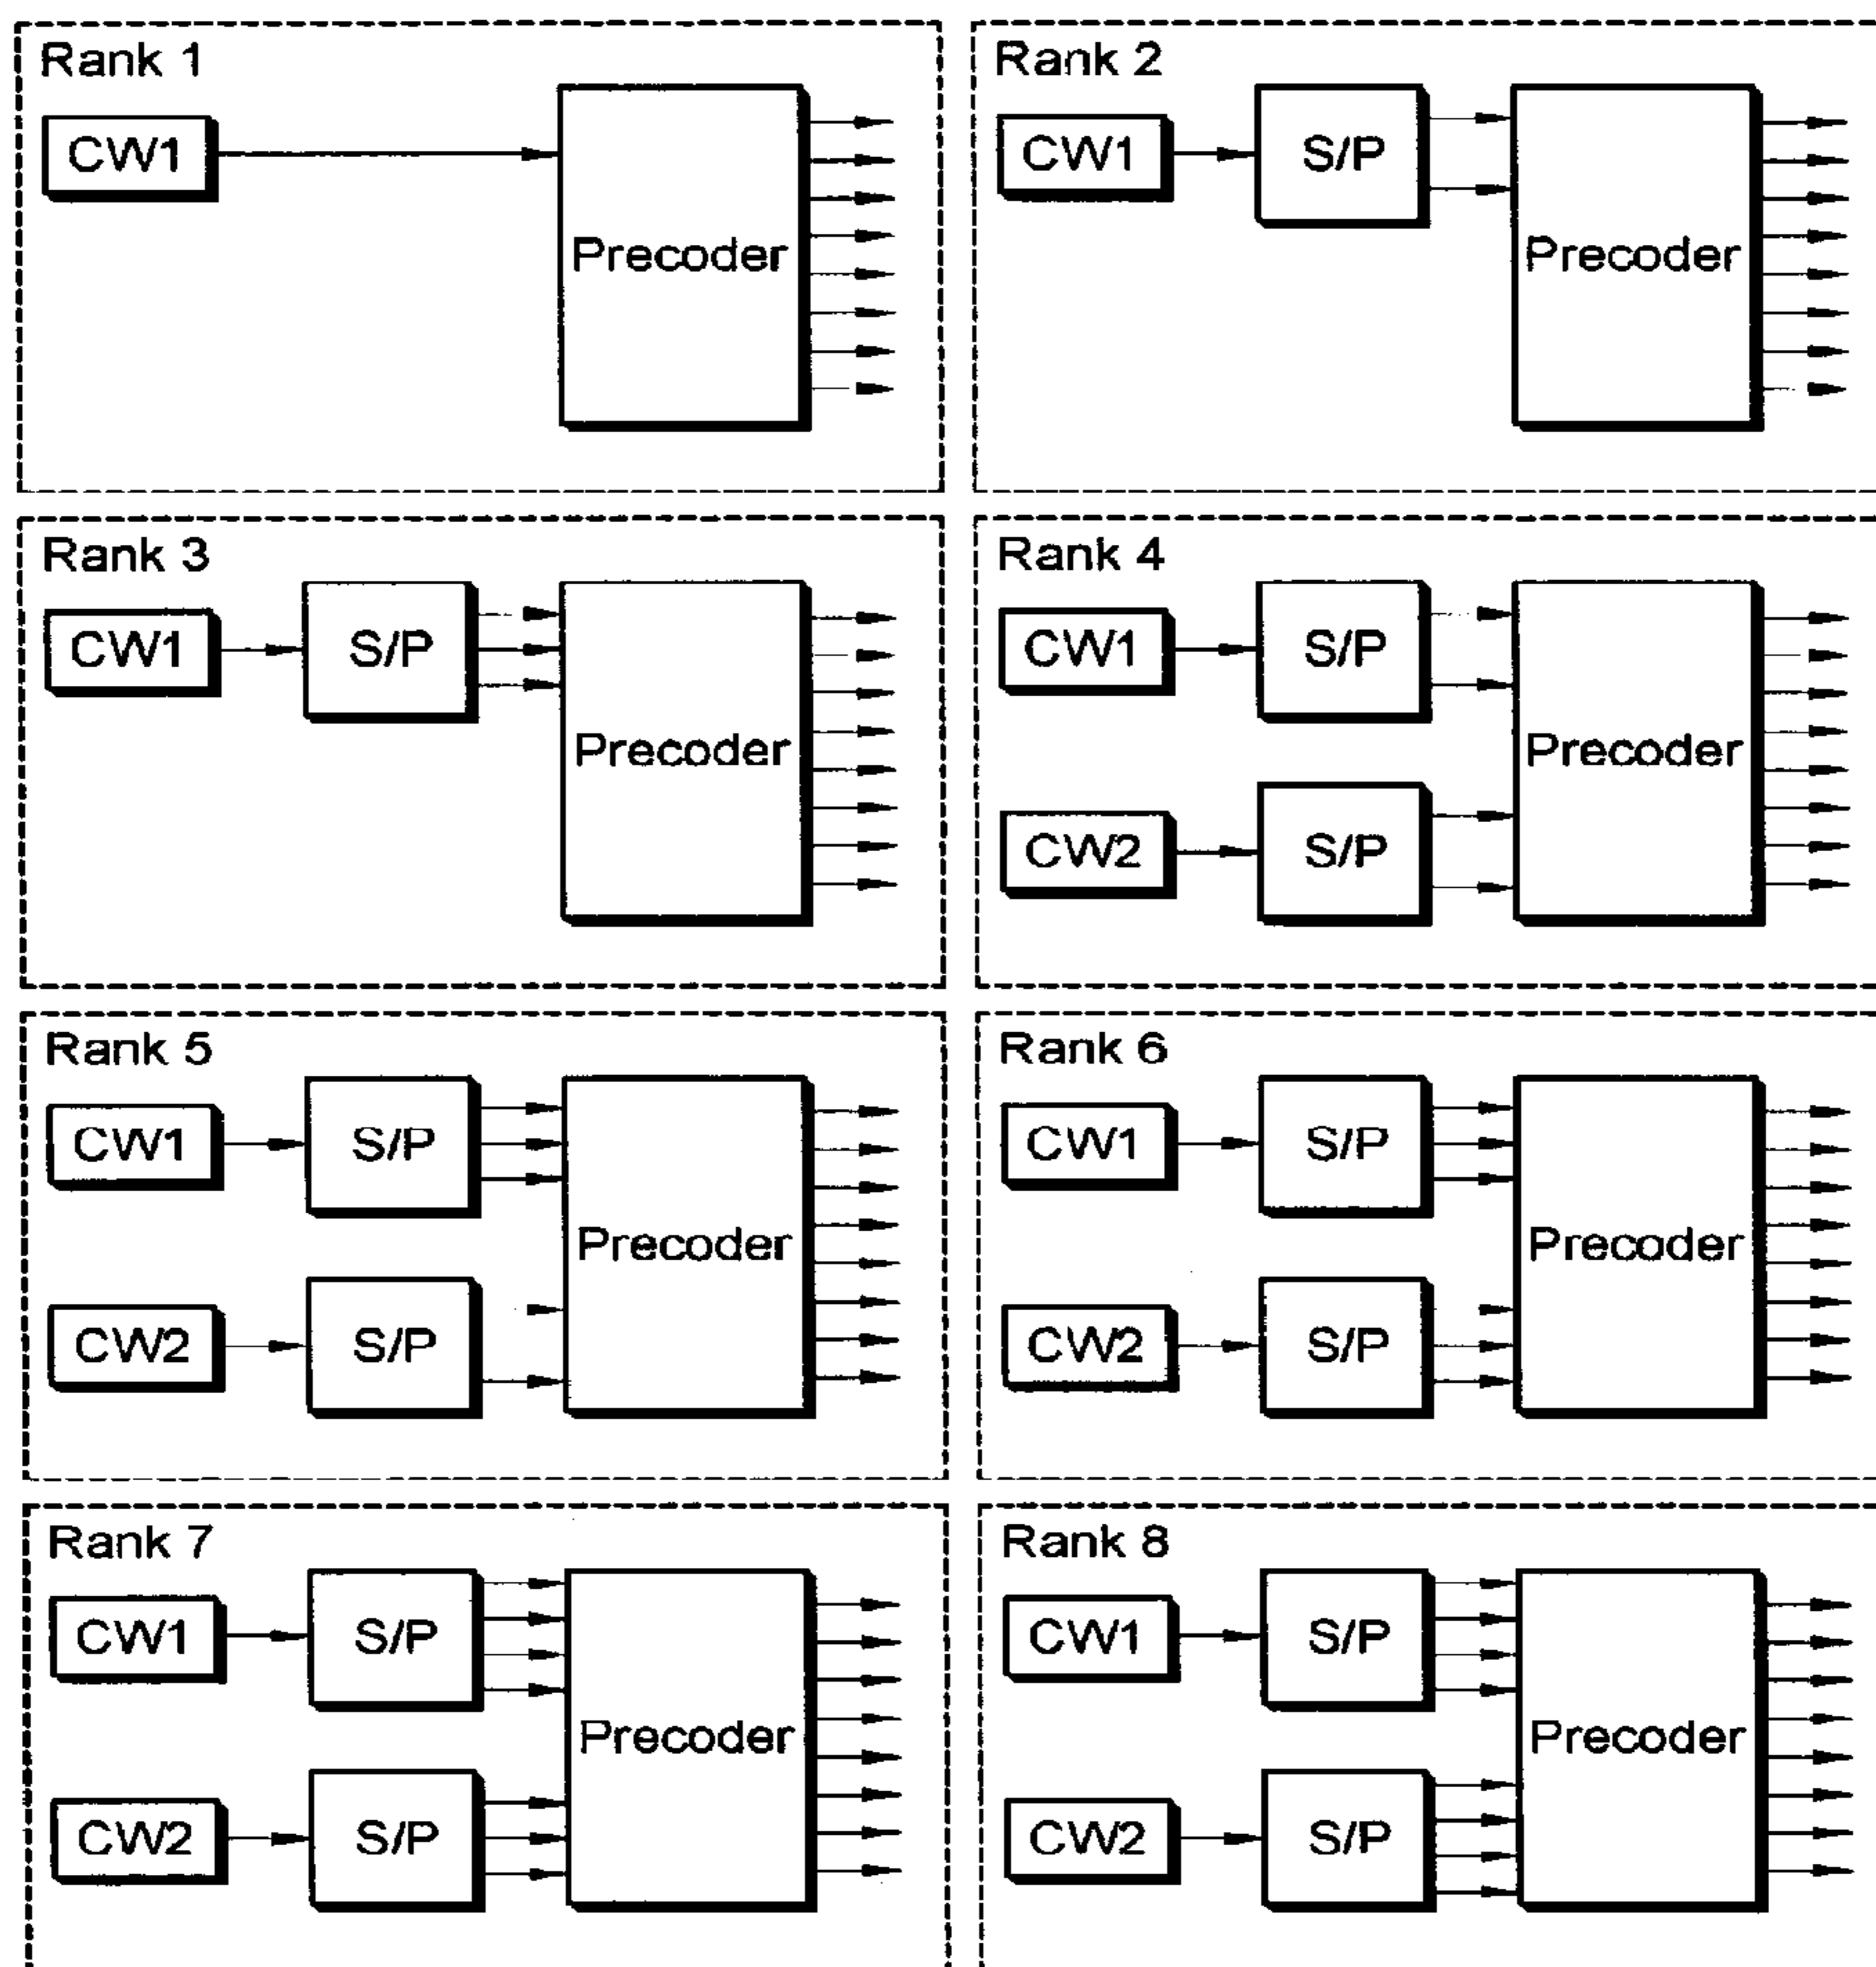 Rank 1
CW1
Precoder
Rank 2
CW1
S/P
Precoder
Rank 3
CW1
S/P
Precoder
Rank 4
CW1
S/P
Precoder
CW2
S/P
Rank 5
CW1
S/P
Precoder
CW2
S/P
Rank 6
CW1
S/P
Precoder
CW2
S/P
Rank 7
CW1
S/P
Precoder
CW2
S/P
Rank 8
CW1
S/P
Precoder
CW2
S/P